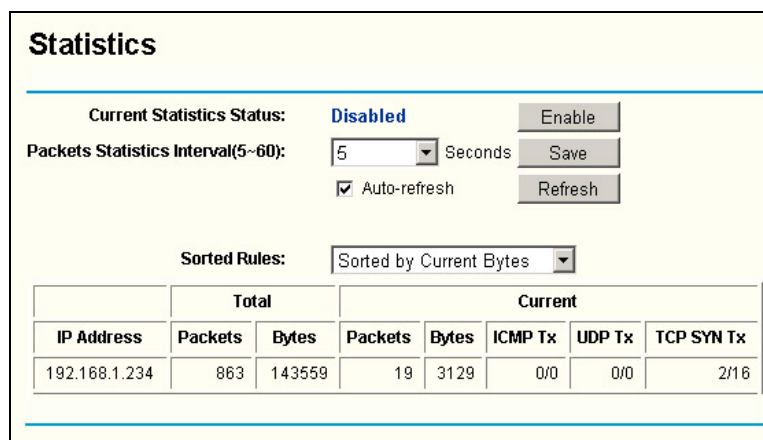 Statistics
Current Statistics Status: Disabled Enable
Packets Statistics Interval(5~60): 5 Seconds Save
Auto-refresh Refresh
Sorted Rules: Sorted by Current Bytes
Total Current
IP Address Packets Bytes Packets Bytes ICMP Tx UDP Tx TCP SYN Tx
192.168.1.234 863 143559 19 3129 0/0 0/0 2/16